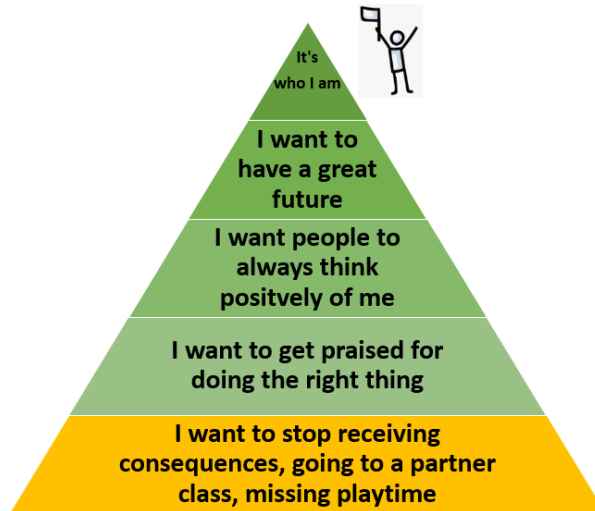 It's
who I am
I want to
have a great
future
I want people to
always think
positvely of me
I want to get praised for
doing the right thing
I want to stop receiving
consequences, going to a partner
class, missing playtime